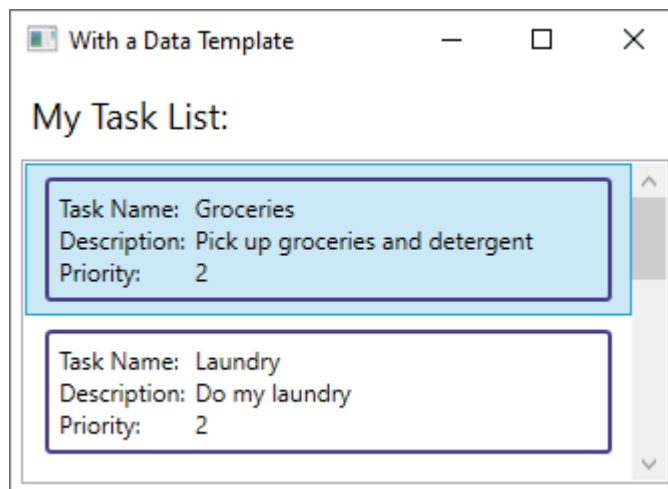 With a Data Template
My Task List:
Task Name: Groceries
Description: Pick up groceries and detergent
Priority: 2
Task Name: Laundry
Description: Do my laundry
Priority: 2